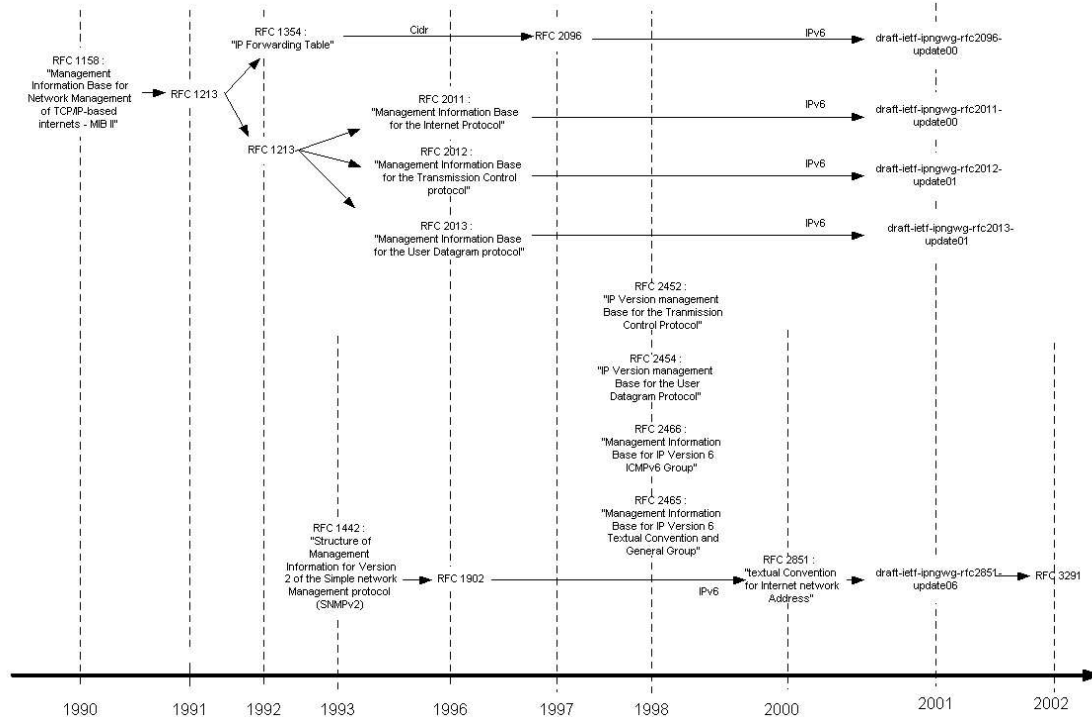 RFC 1158 :
"Management
Information Base for
Network Management
of TCP/IP-based
internets - MIB II"
RFC 1213
RFC 1354 :
"IP Forwarding Table"
Cidr
RFC 2096
IPv6
draft-ietf-ipngwg-rfc2096-
update00
RFC 1213
RFC 2011 :
"Management Information Base
for the Internet Protocol"
IPv6
draft-ietf-ipngwg-rfc2011-
update00
RFC 2012 :
"Management Information Base
for the Transmission Control
protocol"
IPv6
draft-ietf-ipngwg-rfc2012-
update01
RFC 2013 :
"Management Information Base
for the User Datagram protocol"
IPv6
draft-ietf-ipngwg-rfc2013-
update01
RFC 2452 :
"IP Version management
Base for the Tranmission
Control Protocol"
RFC 2454 :
"IP Version management
Base for the User
Datagram Protocol"
RFC 2466 :
"Management Information
Base for IP Version 6
ICMPv6 Group"
RFC 2465 :
"Management Information
Base for IP Version 6
Textual Convention and
General Group"
RFC 1442 :
"Structure of
Management
Information for Version
2 of the Simple network
Management protocol
(SNMPv2)
RFC 1902
IPv6
RFC 2851 :
"textual Convention
for Internet network
Address"
draft-ietf-ipngwg-rfc2851-
update06
RFC 3291
1990
1991
1992
1993
1996
1997
1998
2000
2001
2002